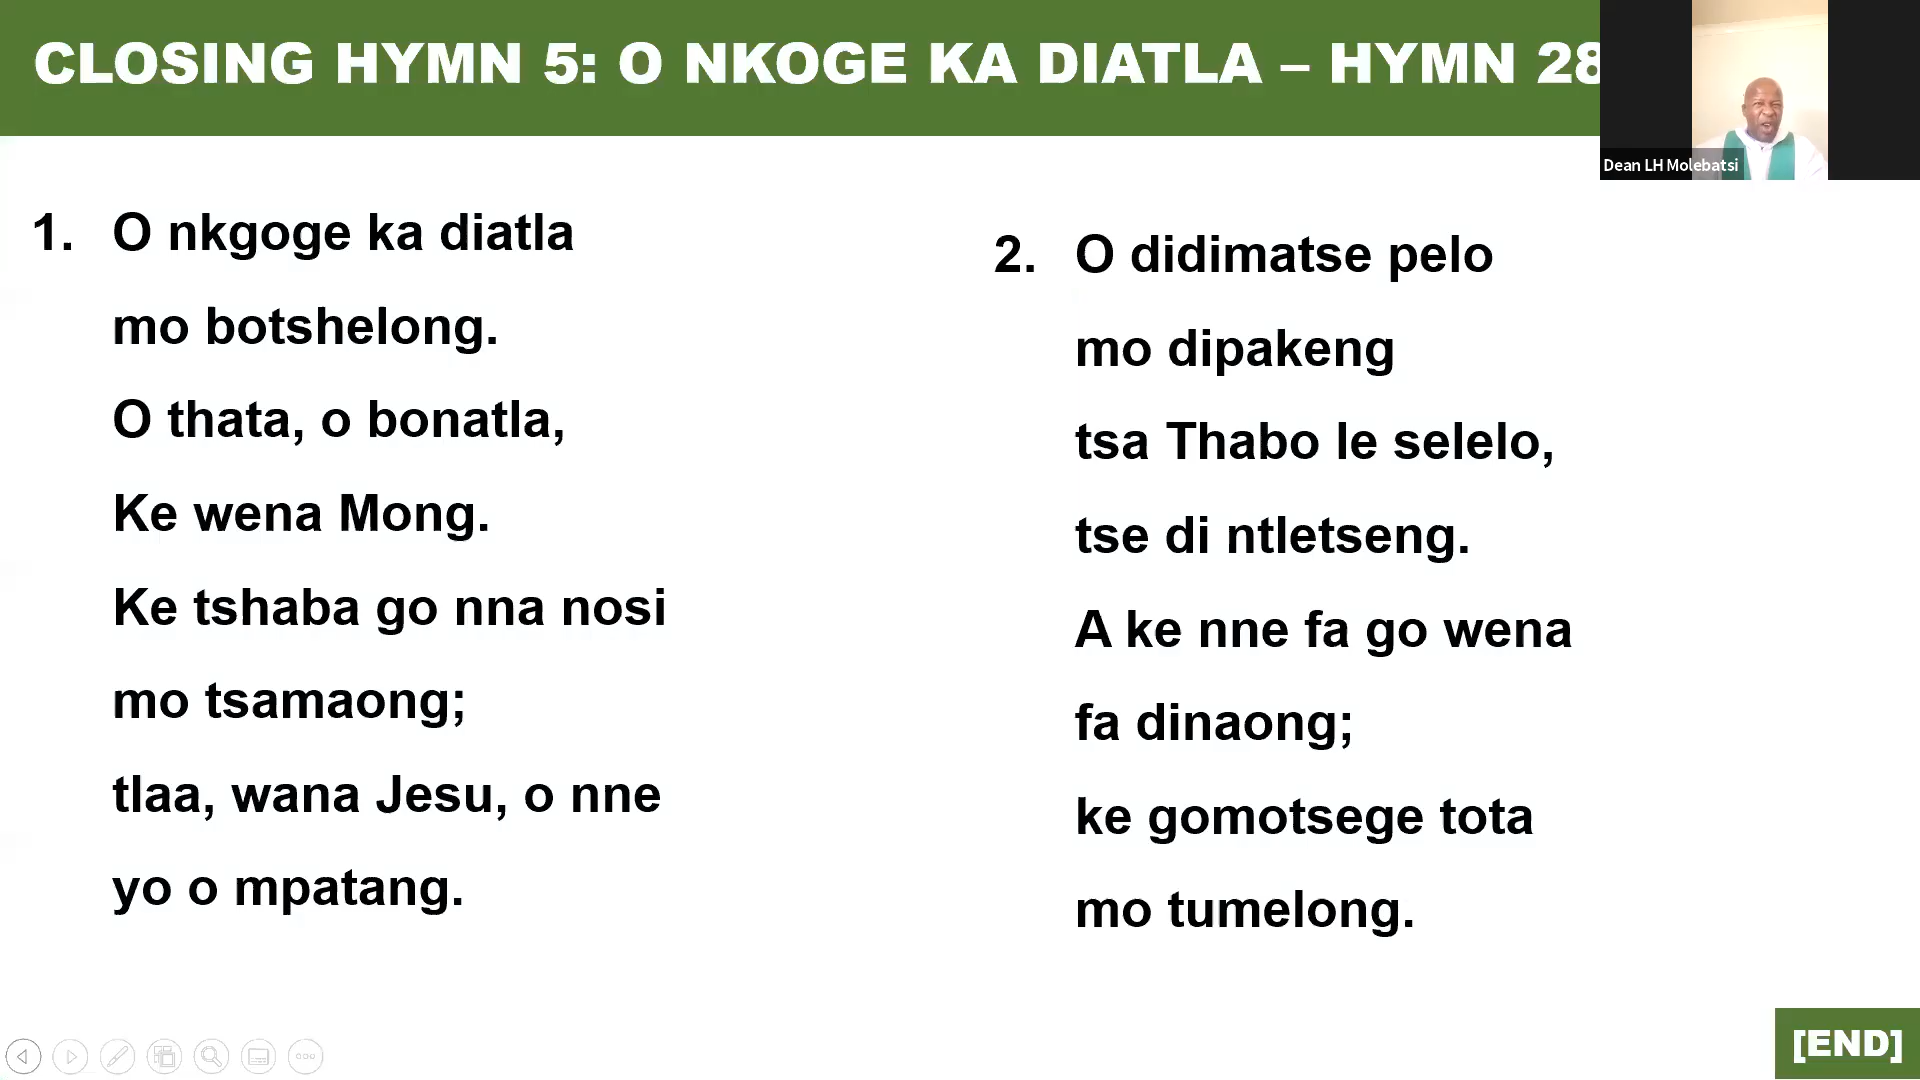 CLOSING HYMN 5: O NKOGE KA DIATLA – HYMN 28
Dean LH Molebatsi
1. O nkgoge ka diatla
mo botshelong.
O thata, o bonatla,
Ke wena Mong.
Ke tshaba go nna nosi
mo tsamaong;
tlaa, wana Jesu, o nne
yo o mpatang.
2. O didimatse pelo
mo dipakeng
tsa Thabo le selelo,
tse di ntletseng.
A ke nne fa go wena
fa dinaong;
ke gomotsege tota
mo tumelong.
[END]